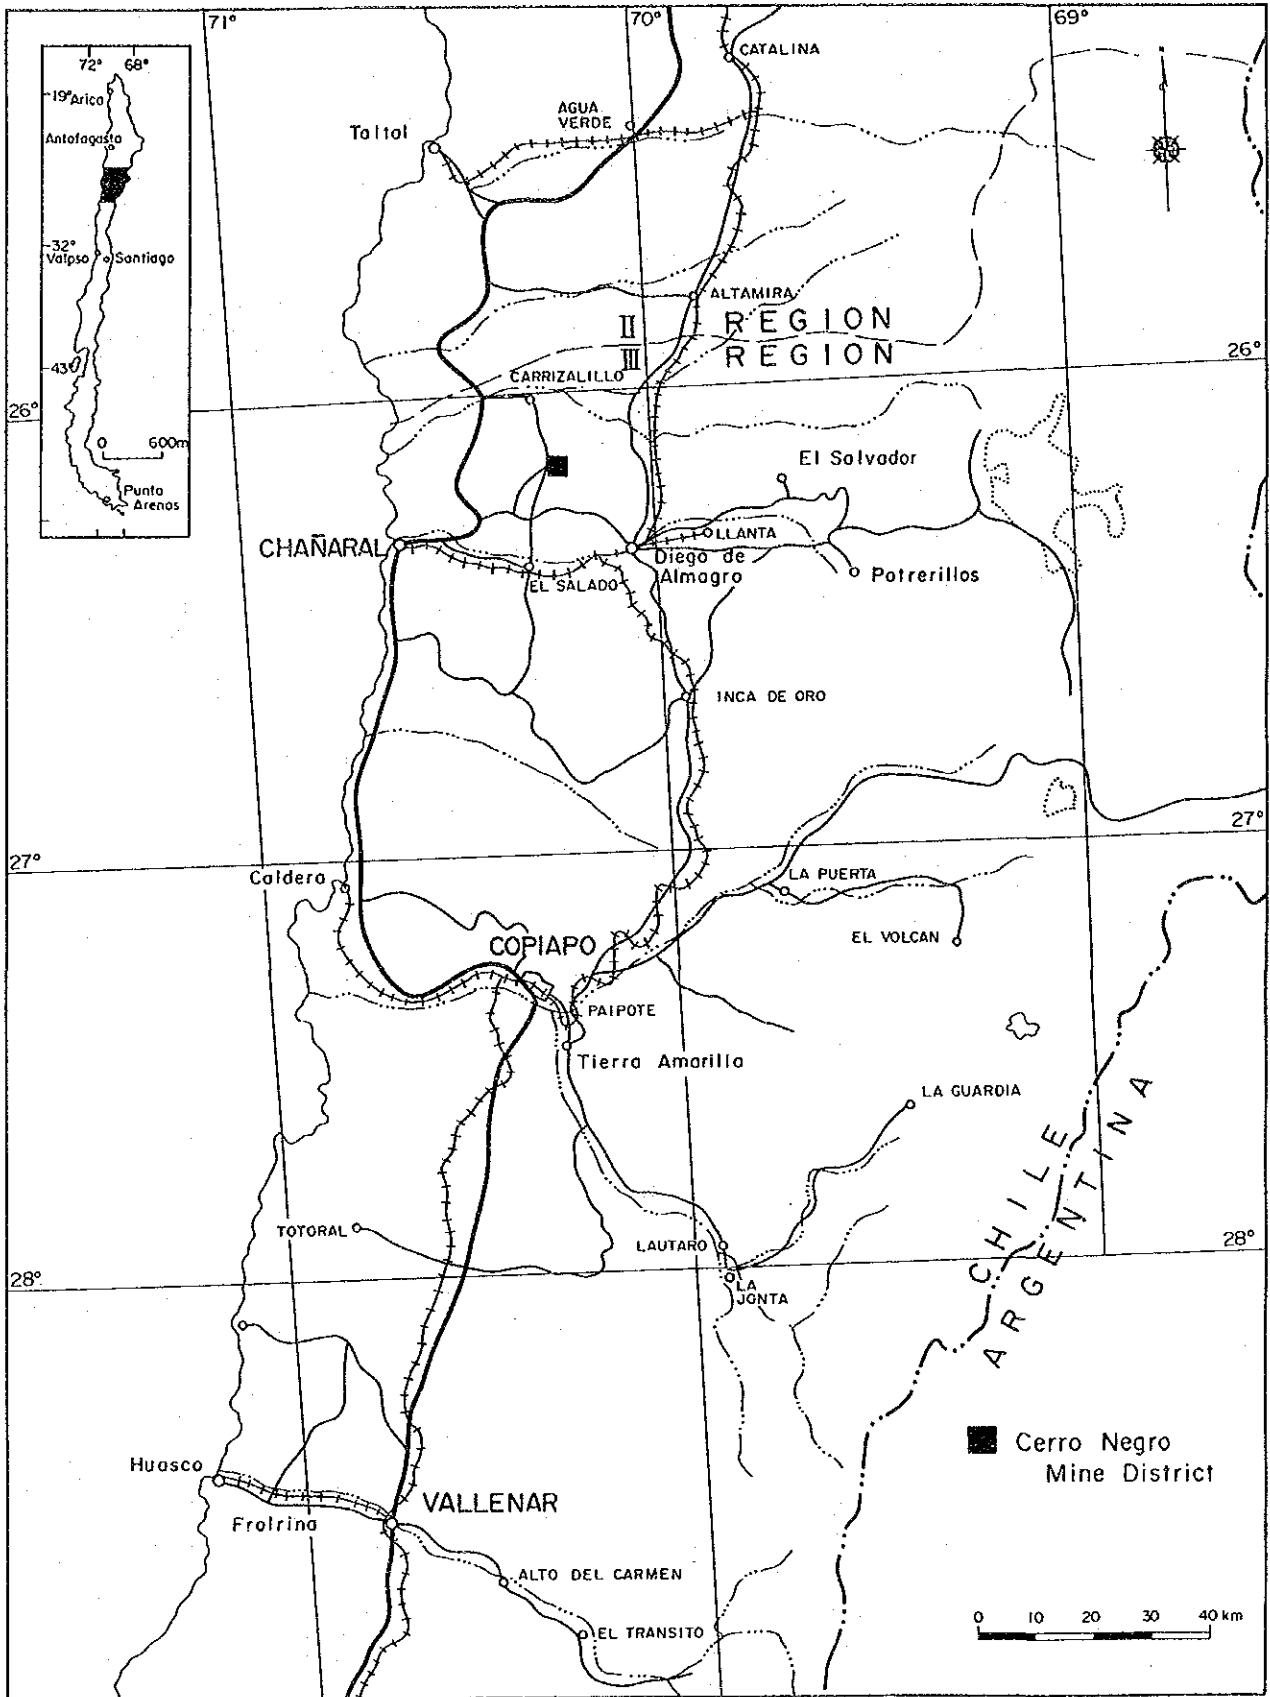 71°
70°
69°
72° 68°
19° Arica
Antofagasta
32°
Valpso Santiago
43°
0 600m
Punta
Arenas
CATALINA
AGUA
VERDE
Taltal
ALTAMIRA
II REGION
III REGION
26°
CARRIZALILLO
26°
El Salvador
CHAÑARAL
LLANTA
Diego de
Almagro
EL SALADO
Potrerillos
INCA DE ORO
27°
27°
Caldera
LA PUERTA
EL VOLCAN
COPIAPO
PAIPOTE
Tierra Amarilla
LA GUARDIA
CHILE
ARGENTINA
TOTORAL
LAUTARO
28°
28°
LA
JONTA
Cerro Negro
Mine District
Huasco
VALLENAR
Frolrina
ALTO DEL CARMEN
EL TRANSITO
0 10 20 30 40 km